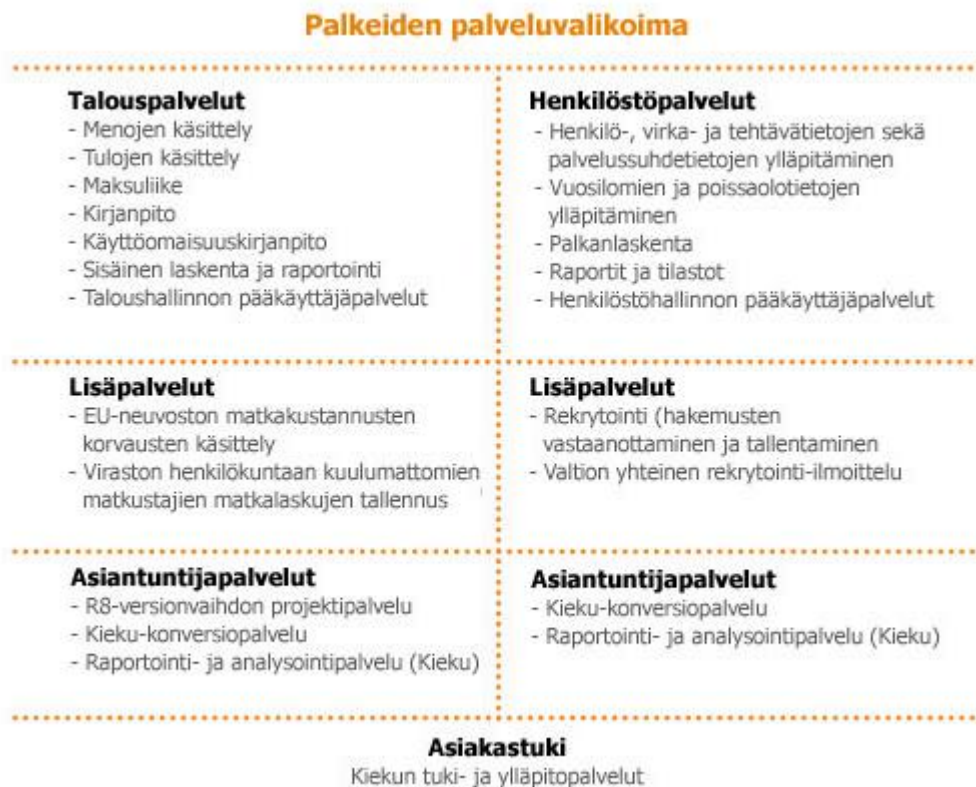 Palkeiden palveluvalikoima
Talouspalvelut
- Menojen käsittely
- Tulojen käsittely
- Maksuliike
- Kirjanpito
- Käyttöomaisuuskirjanpito
- Sisäinen laskenta ja raportointi
- Taloushallinnon pääkäyttäjäpalvelut
Henkilöstöpalvelut
- Henkilö-, virka- ja tehtävätietojen sekä
palvelussuhdetietojen ylläpitäminen
- Vuosilomien ja poissaolotietojen
ylläpitäminen
- Palkanlaskenta
- Raportit ja tilastot
- Henkilöstöhallinnon pääkäyttäjäpalvelut
Lisäpalvelut
- EU-neuvoston matkakustannusten
korvausten käsittely
- Viraston henkilökuntaan kuulumattomien
matkustajien matkalaskujen tallennus
Lisäpalvelut
- Rekrytointi (hakemusten
vastaanottaminen ja tallentaminen
- Valtion yhteinen rekrytointi-ilmoittelu
Asiantuntijapalvelut
- R8-versionvaihdon projektipalvelu
- Kieku-konversiopalvelu
- Raportointi- ja analysointipalvelu (Kieku)
Asiantuntijapalvelut
- Kieku-konversiopalvelu
- Raportointi- ja analysointipalvelu (Kieku)
Asiakastuki
Kiekun tuki- ja ylläpitopalvelut